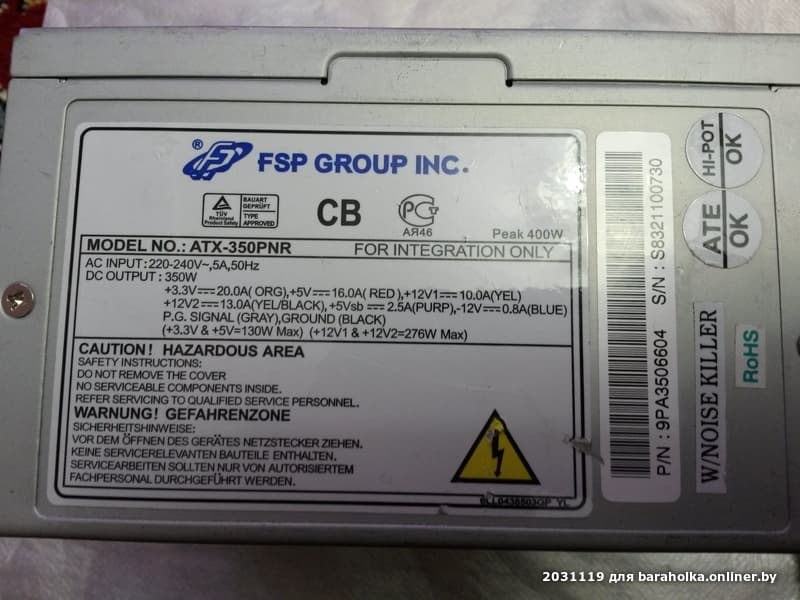 ® FSP GROUP INC.
TÜV Rheinland Product Safety
BAUART GEPRÜFT
TYPE APPROVED
CB
РСТ
АЯ46
Peak 400W
MODEL NO.: ATX-350PNR FOR INTEGRATION ONLY
AC INPUT:220-240V~,5A,50Hz
DC OUTPUT : 350W
+3.3V⎓20.0A( ORG),+5V⎓16.0A( RED ),+12V1⎓10.0A(YEL)
+12V2⎓13.0A(YEL/BLACK),+5Vsb⎓2.5A(PURP),-12V⎓0.8A(BLUE)
P.G. SIGNAL (GRAY),GROUND (BLACK)
(+3.3V & +5V=130W Max) (+12V1 & +12V2=276W Max)
CAUTION! HAZARDOUS AREA
SAFETY INSTRUCTIONS:
DO NOT REMOVE THE COVER
NO SERVICEABLE COMPONENTS INSIDE.
REFER SERVICING TO QUALIFIED SERVICE PERSONNEL.
WARNUNG! GEFAHRENZONE
SICHERHEITSHINWEISE:
VOR DEM ÖFFNEN DES GERÄTES NETZSTECKER ZIEHEN.
KEINE SERVICERELEVANTEN BAUTEILE ENTHALTEN.
SERVICEARBEITEN SOLLTEN NUR VON AUTORISIERTEM
FACHPERSONAL DURCHGEFÜHRT WERDEN.
P/N : 9PA3506604 S/N : S8321100730
HI-POT
OK
ATE
OK
W/NOISE KILLER
RoHS
2031119 для baraholka.onliner.by